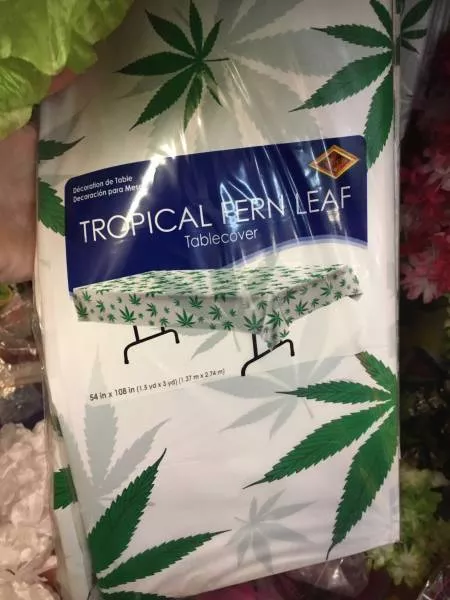 Décoration de Table
Decoración para Mesa
TROPICAL FERN LEAF
Tablecover
54 in x 108 in (1.5 yd x 3 yd) (1.37 m x 2.74 m)